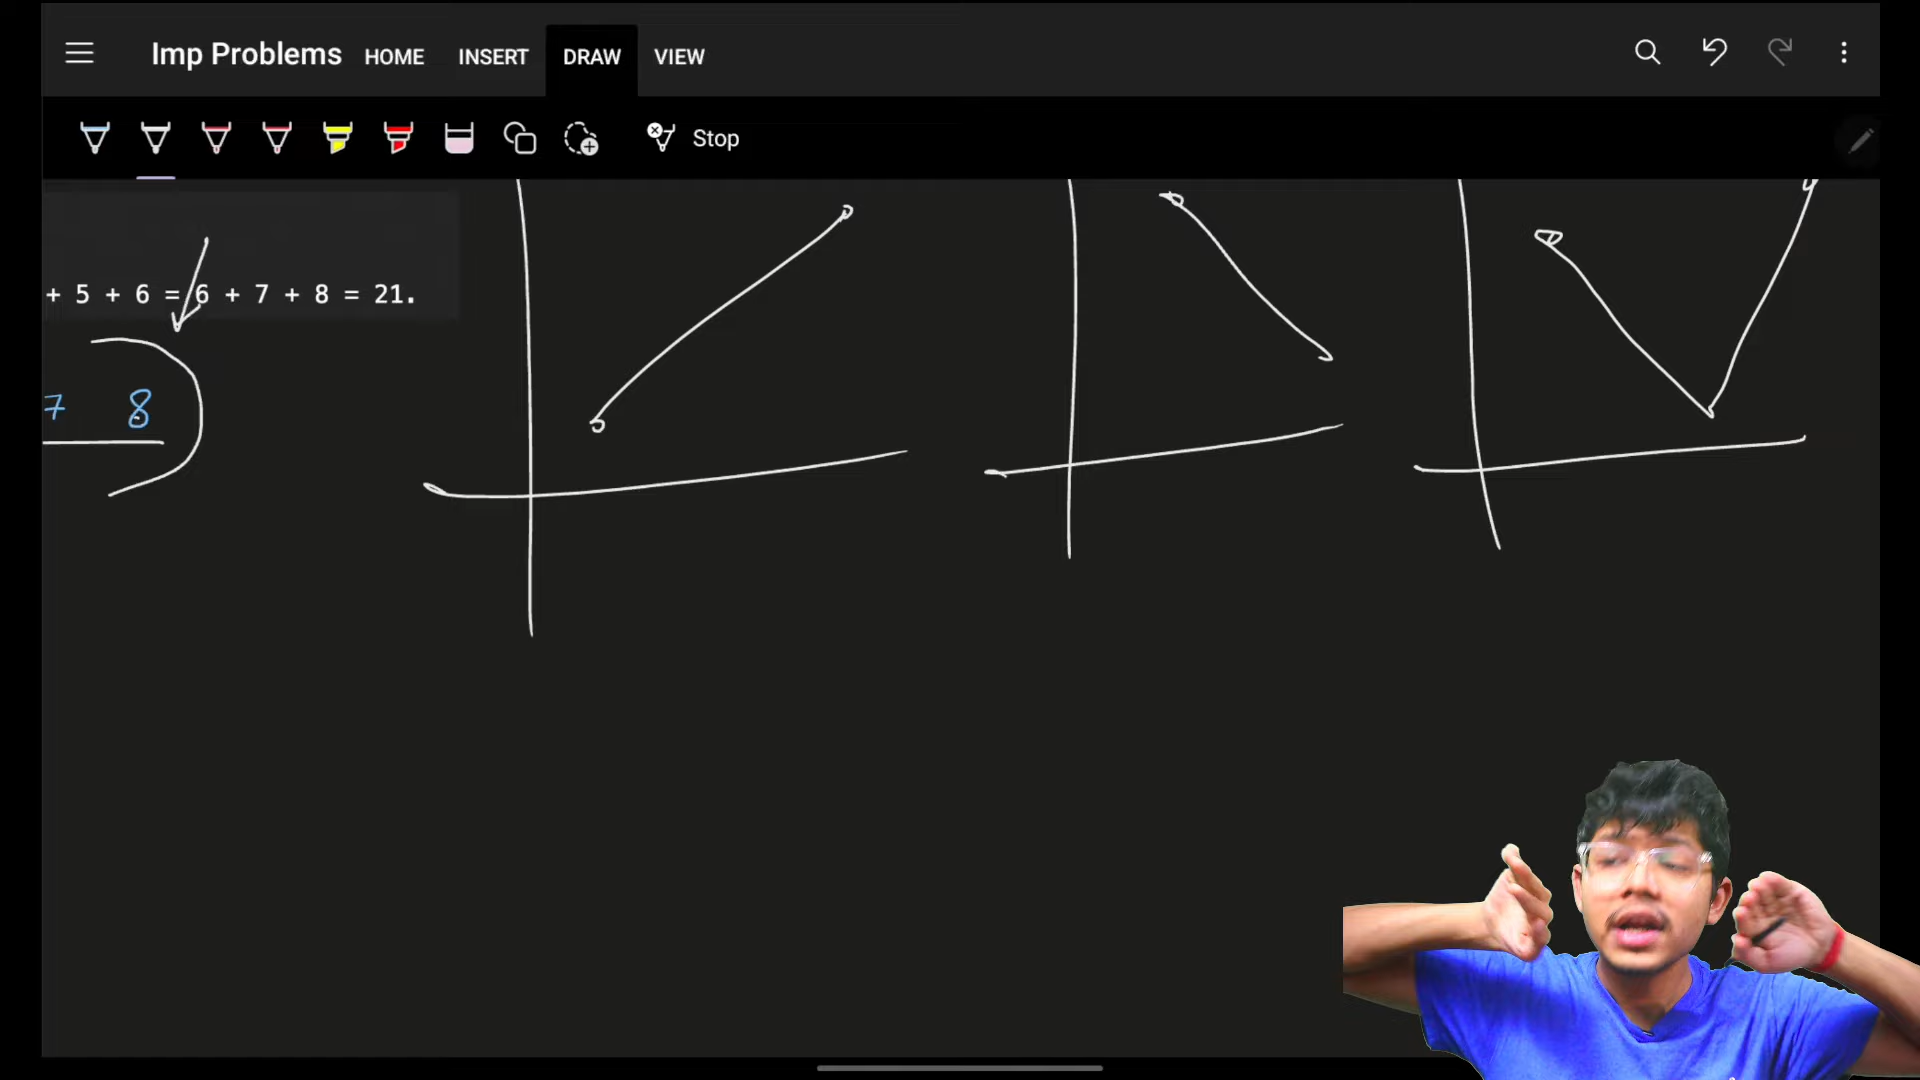 Imp Problems HOME INSERT DRAW VIEW
Stop
+ 5 + 6 = 6 + 7 + 8 = 21.
7 8